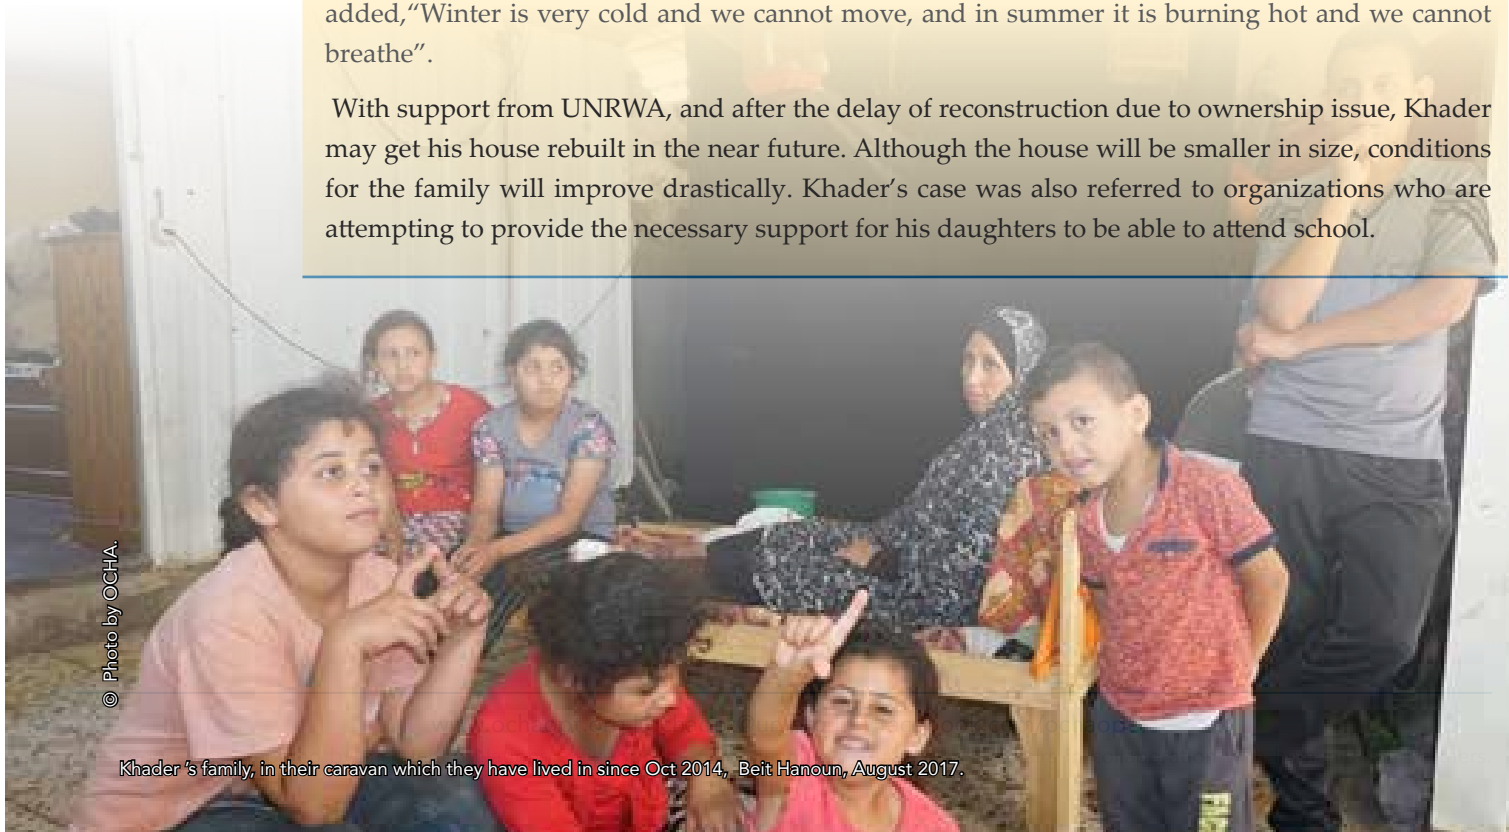 added,“Winter is very cold and we cannot move, and in summer it is burning hot and we cannot
breathe”.
With support from UNRWA, and after the delay of reconstruction due to ownership issue, Khader
may get his house rebuilt in the near future. Although the house will be smaller in size, conditions
for the family will improve drastically. Khader’s case was also referred to organizations who are
attempting to provide the necessary support for his daughters to be able to attend school.
© Photo by OCHA.
Khader ’s family, in their caravan which they have lived in since Oct 2014, Beit Hanoun, August 2017.